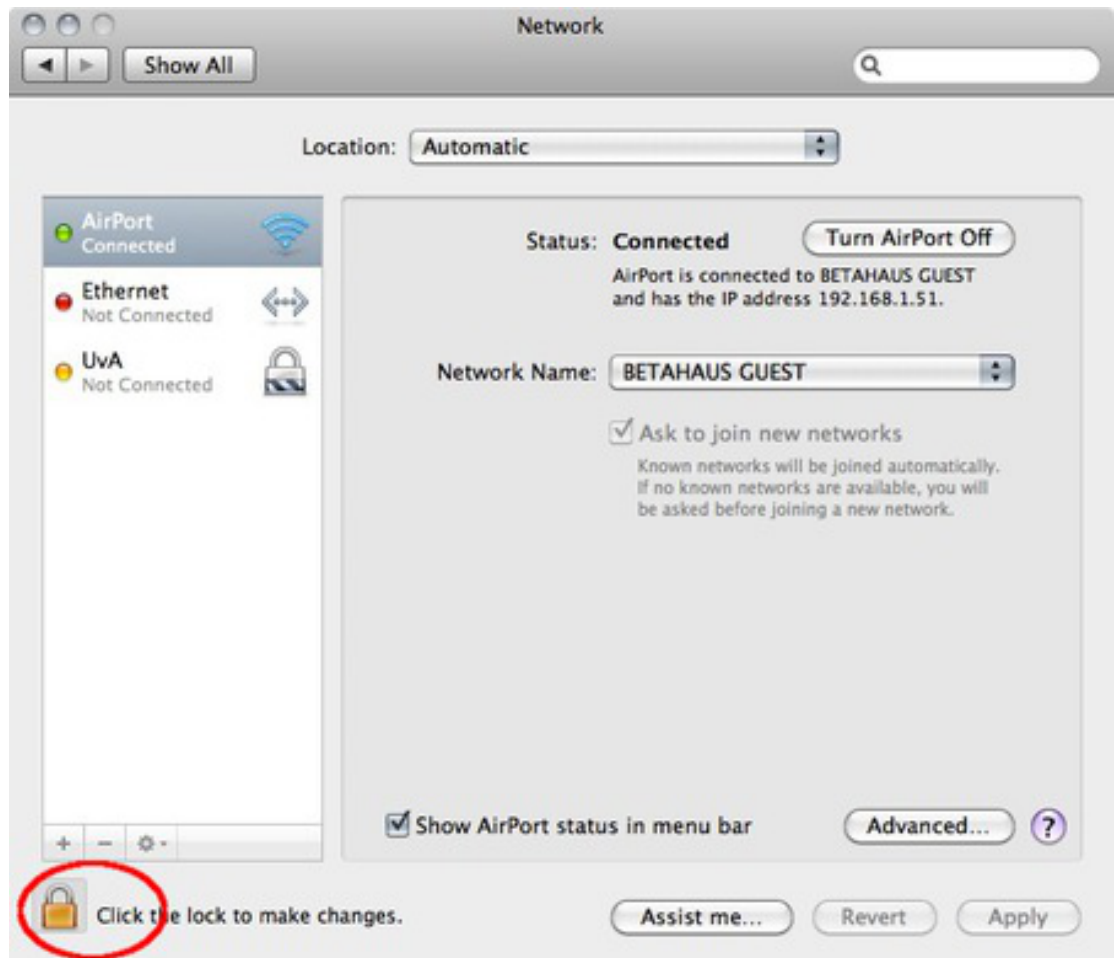 Network
Show All
Location: Automatic
AirPort
Connected
Ethernet
Not Connected
UvA
Not Connected
Status: Connected
Turn AirPort Off
AirPort is connected to BETAHAUS GUEST
and has the IP address 192.168.1.51.
Network Name: BETAHAUS GUEST
Ask to join new networks
Known networks will be joined automatically.
If no known networks are available, you will
be asked before joining a new network.
Show AirPort status in menu bar
Advanced...
?
+ −
Click the lock to make changes.
Assist me...
Revert
Apply